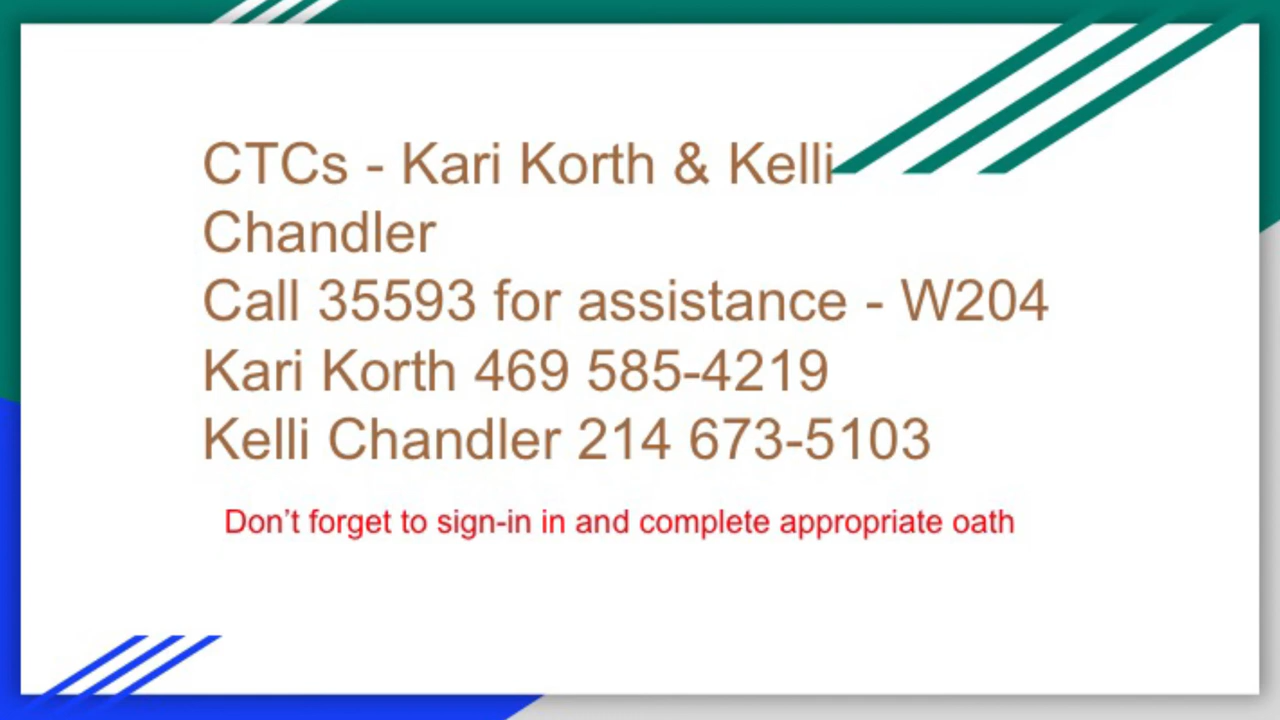 CTCs - Kari Korth & Kelli
Chandler
Call 35593 for assistance - W204
Kari Korth 469 585-4219
Kelli Chandler 214 673-5103
Don’t forget to sign-in in and complete appropriate oath